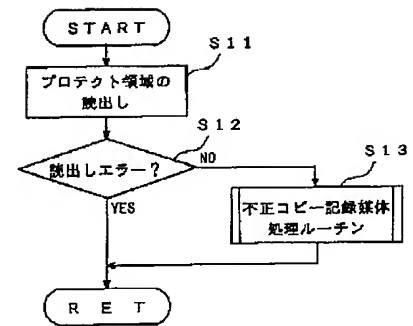 START
S11
プロテクト領域の
読出し
S12
読出しエラー?
NO
S13
YES
不正コピー記録媒体
処理ルーチン
RET